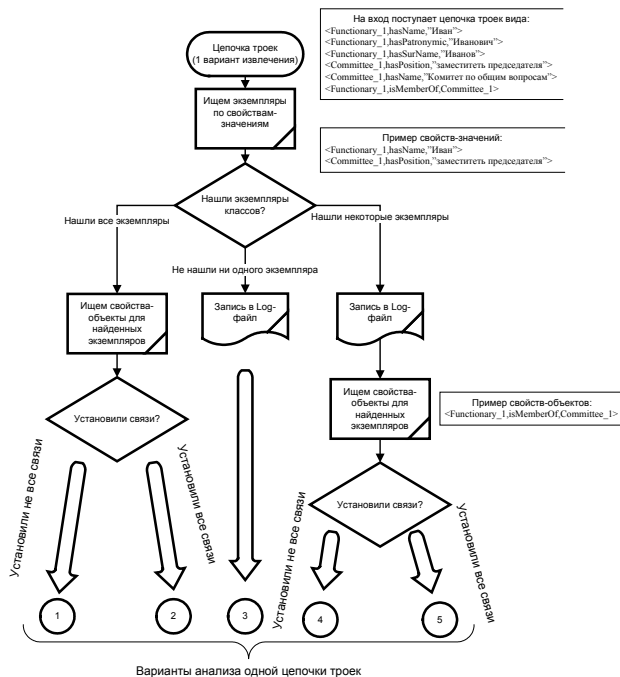 На вход поступает цепочка троек вида:
<Functionary_1,hasName,"Иван">
<Functionary_1,hasPatronymic,"Иванович">
<Functionary_1,hasSurName,"Иванов">
<Committee_1,hasPosition,"заместитеть председателя">
<Committee_1,hasName,"Комитет по общим вопросам">
<Functionary_1,isMemberOf,Committee_1>
Цепочка троек
(1 вариант извлечения)
Ищем экземпляры
по свойствам-
значениям
Пример свойств-значений:
<Functionary_1,hasName,"Иван">
<Committee_1,hasPosition,"заместитеть председателя">
Нашли экземпляры
классов?
Нашли все экземпляры
Нашли некоторые экземпляры
Не нашли ни одного экземпляра
Ищем свойства-
объекты для
найденных
экземпляров
Запись в Log-
файл
Запись в Log-
файл
Ищем свойства-
объекты для
найденных
экземпляров
Пример свойств-объектов:
<Functionary_1,isMemberOf,Committee_1>
Установили связи?
Установили связи?
Установили не все связи
Установили все связи
Установили не все связи
Установили все связи
1
2
3
4
5
Варианты анализа одной цепочки троек